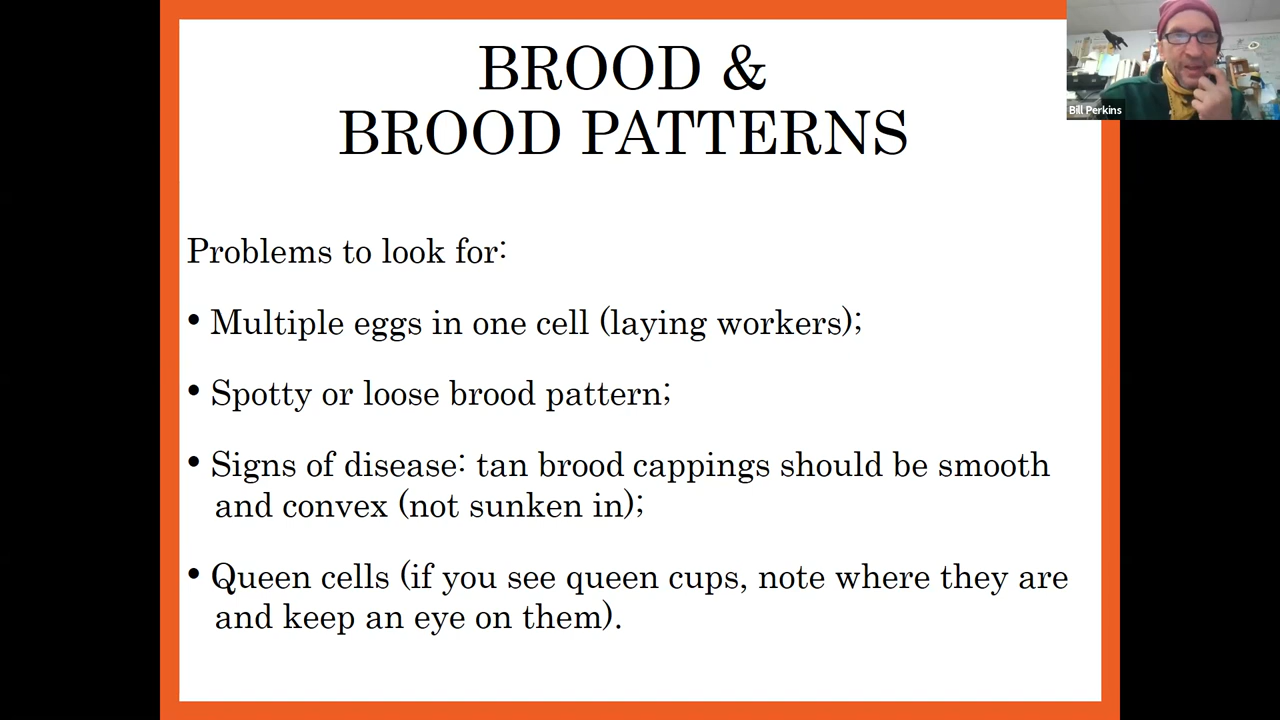 BROOD &
BROOD PATTERNS
Bill Perkins
Problems to look for:
• Multiple eggs in one cell (laying workers);
• Spotty or loose brood pattern;
• Signs of disease: tan brood cappings should be smooth
and convex (not sunken in);
• Queen cells (if you see queen cups, note where they are
and keep an eye on them).